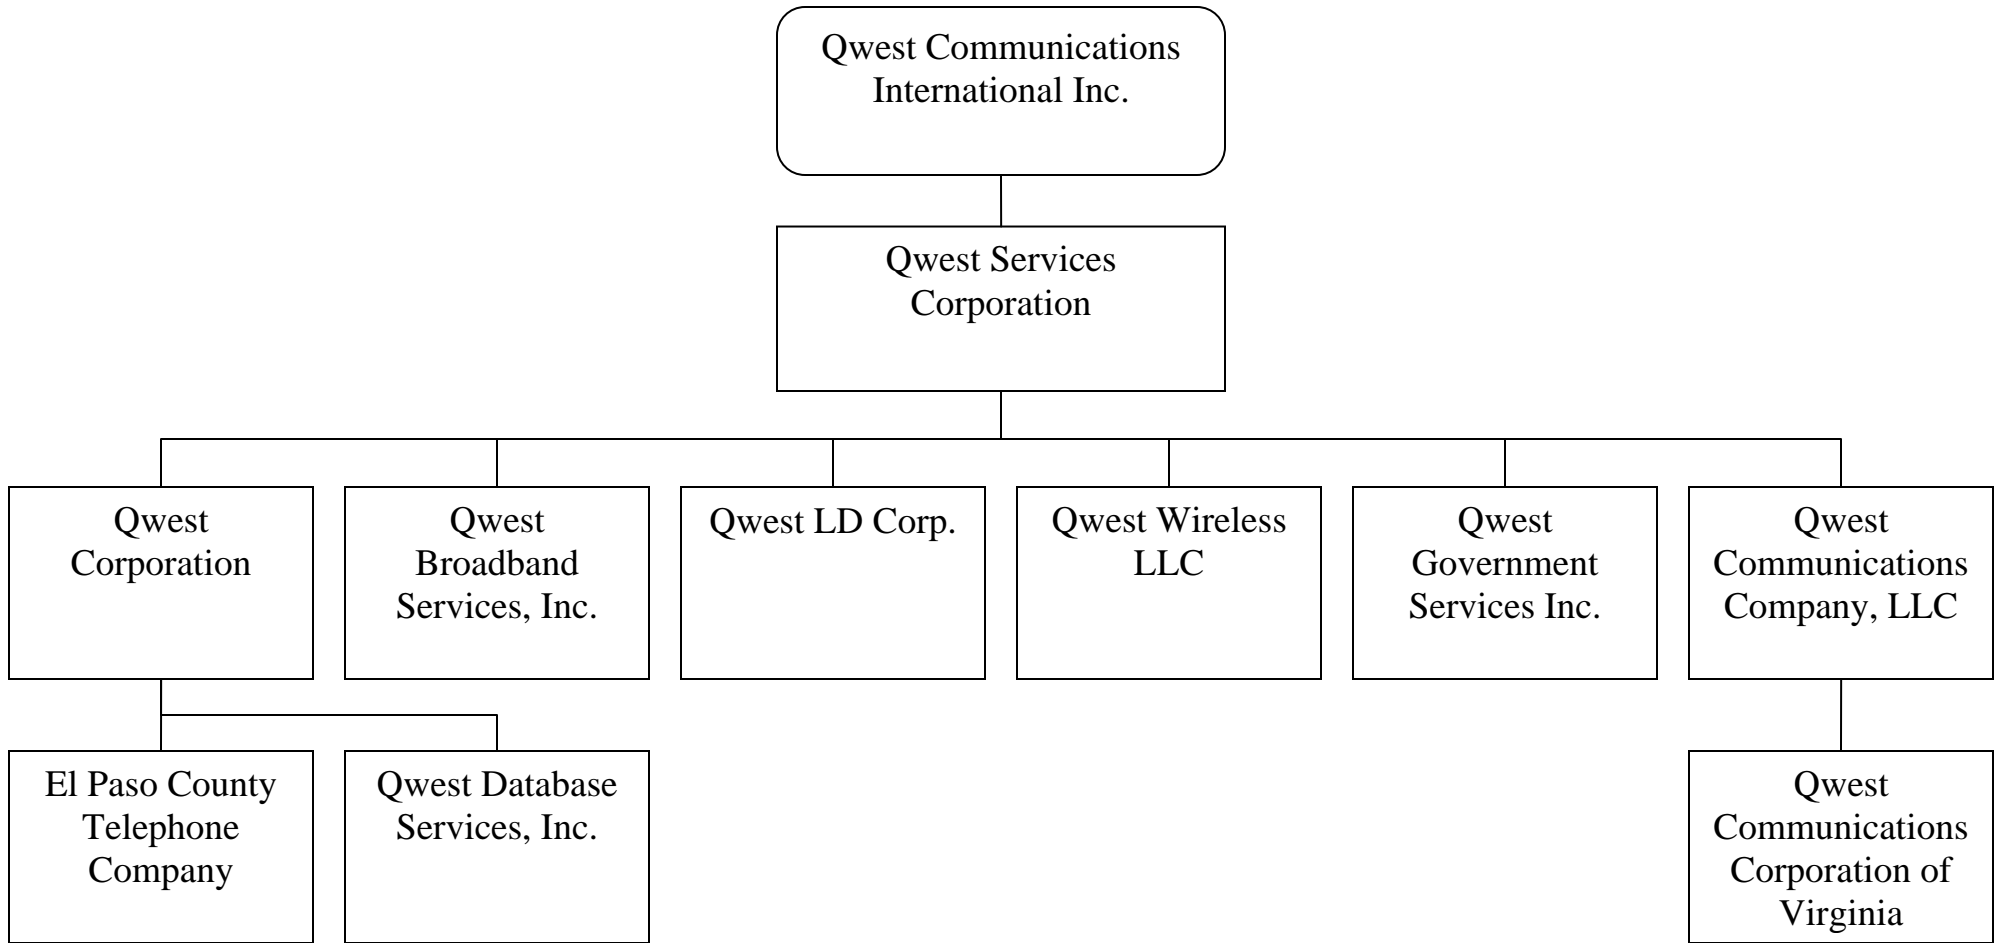 Qwest Communications
International Inc.
Qwest Services
Corporation
Qwest
Corporation
Qwest
Broadband
Services, Inc.
Qwest LD Corp.
Qwest Wireless
LLC
Qwest
Government
Services Inc.
Qwest
Communications
Company, LLC
El Paso County
Telephone
Company
Qwest Database
Services, Inc.
Qwest
Communications
Corporation of
Virginia